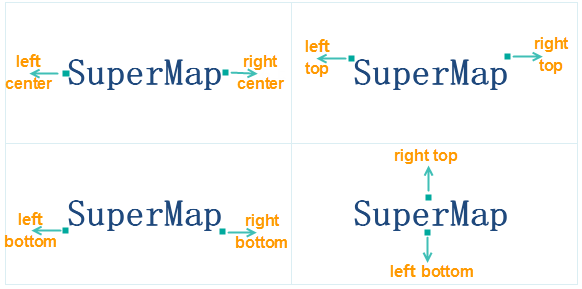 left
center
SuperMap
right
center
left
top
SuperMap
right
top
left
bottom
SuperMap
right
bottom
right top
SuperMap
left bottom